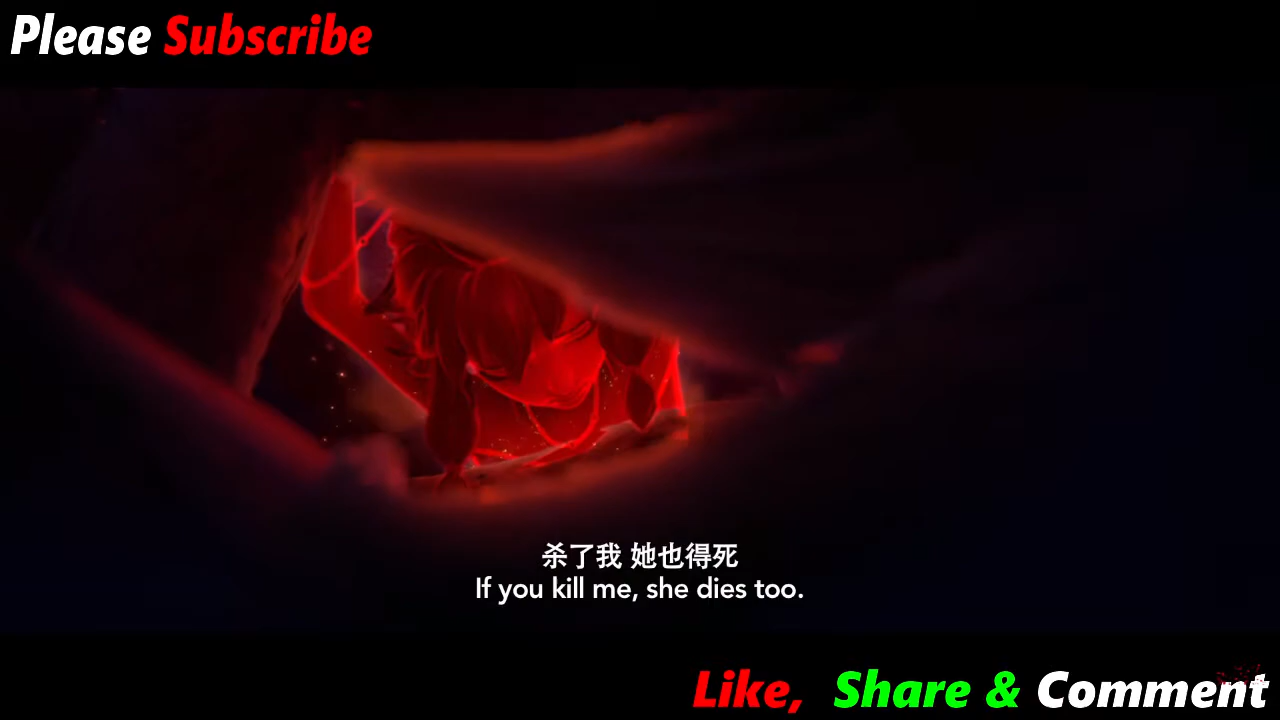 Please Subscribe
杀了我 她也得死
If you kill me, she dies too.
Like, Share & Comment